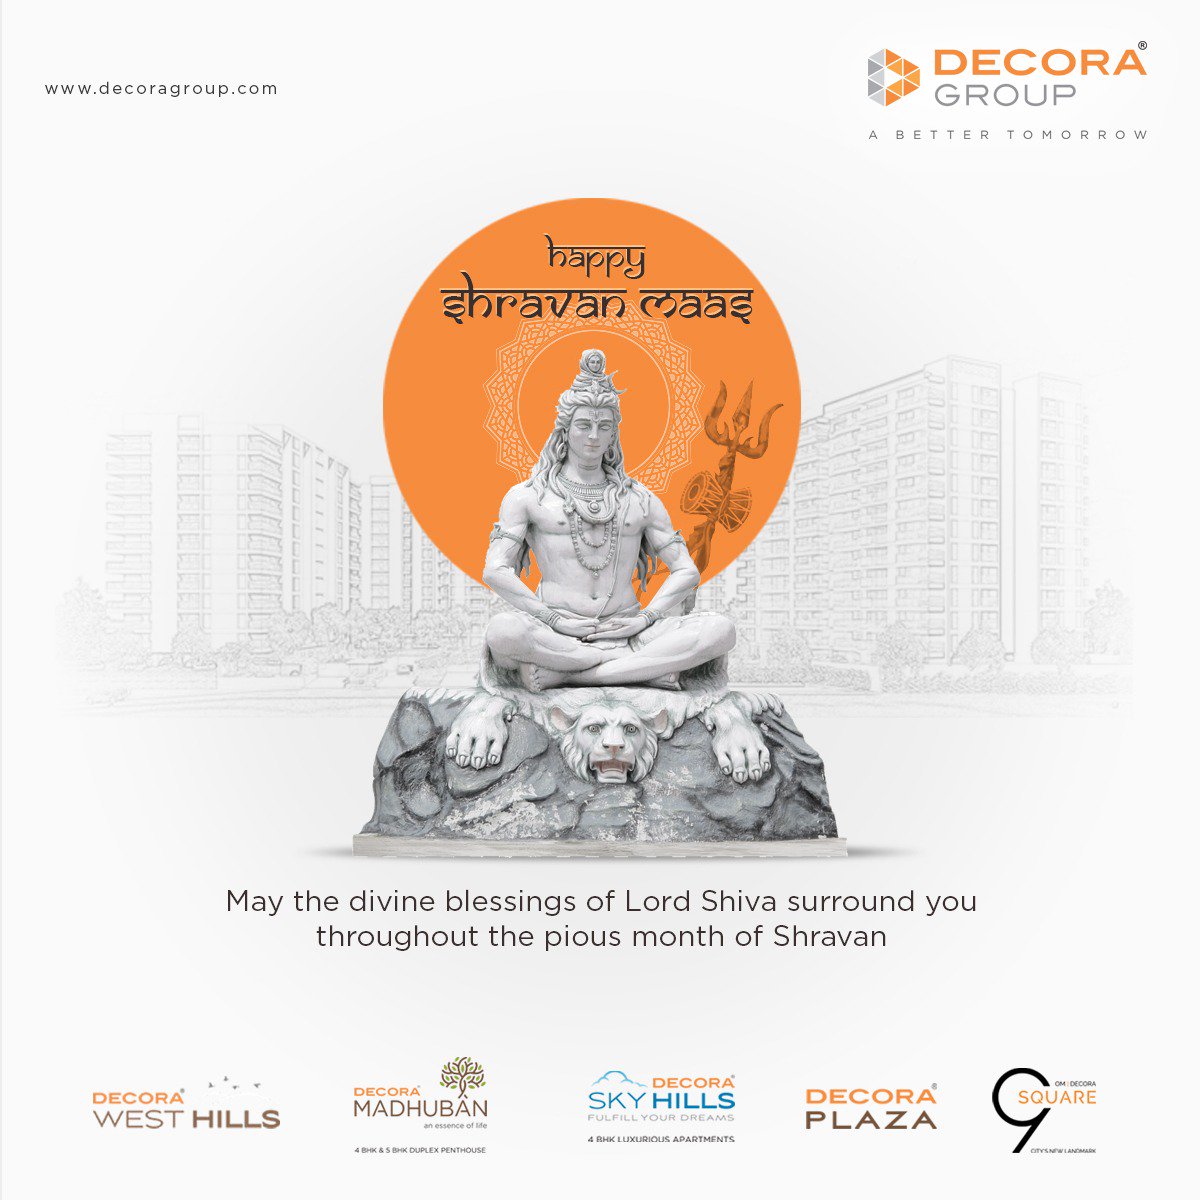 www.decoragroup.com
DECORA®
GROUP
A BETTER TOMORROW
happy
shravan maas
May the divine blessings of Lord Shiva surround you
throughout the pious month of Shravan
DECORA®
WEST HILLS
DECORA®
MADHUBAN
an essence of life
4 BHK & 5 BHK DUPLEX PENTHOUSE
DECORA®
SKY HILLS
FULFILL YOUR DREAMS
4 BHK LUXURIOUS APARTMENTS
DECORA®
PLAZA
9
OM | DECORA
SQUARE
CITY'S NEW LANDMARK